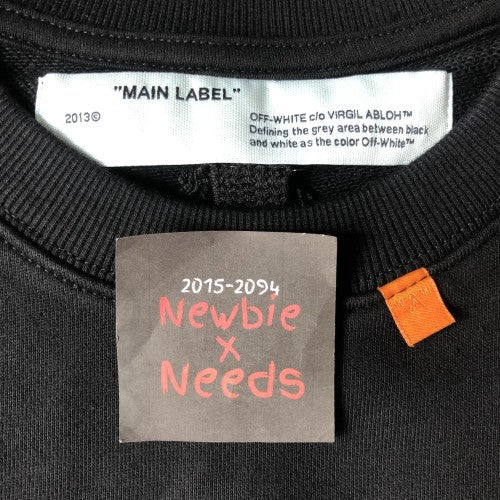 "MAIN LABEL"
2013©
OFF-WHITE c/o VIRGIL ABLOH™
Defining the grey area between black
and white as the color Off-White™
2015-2094
Newbie
x
Needs
"A"